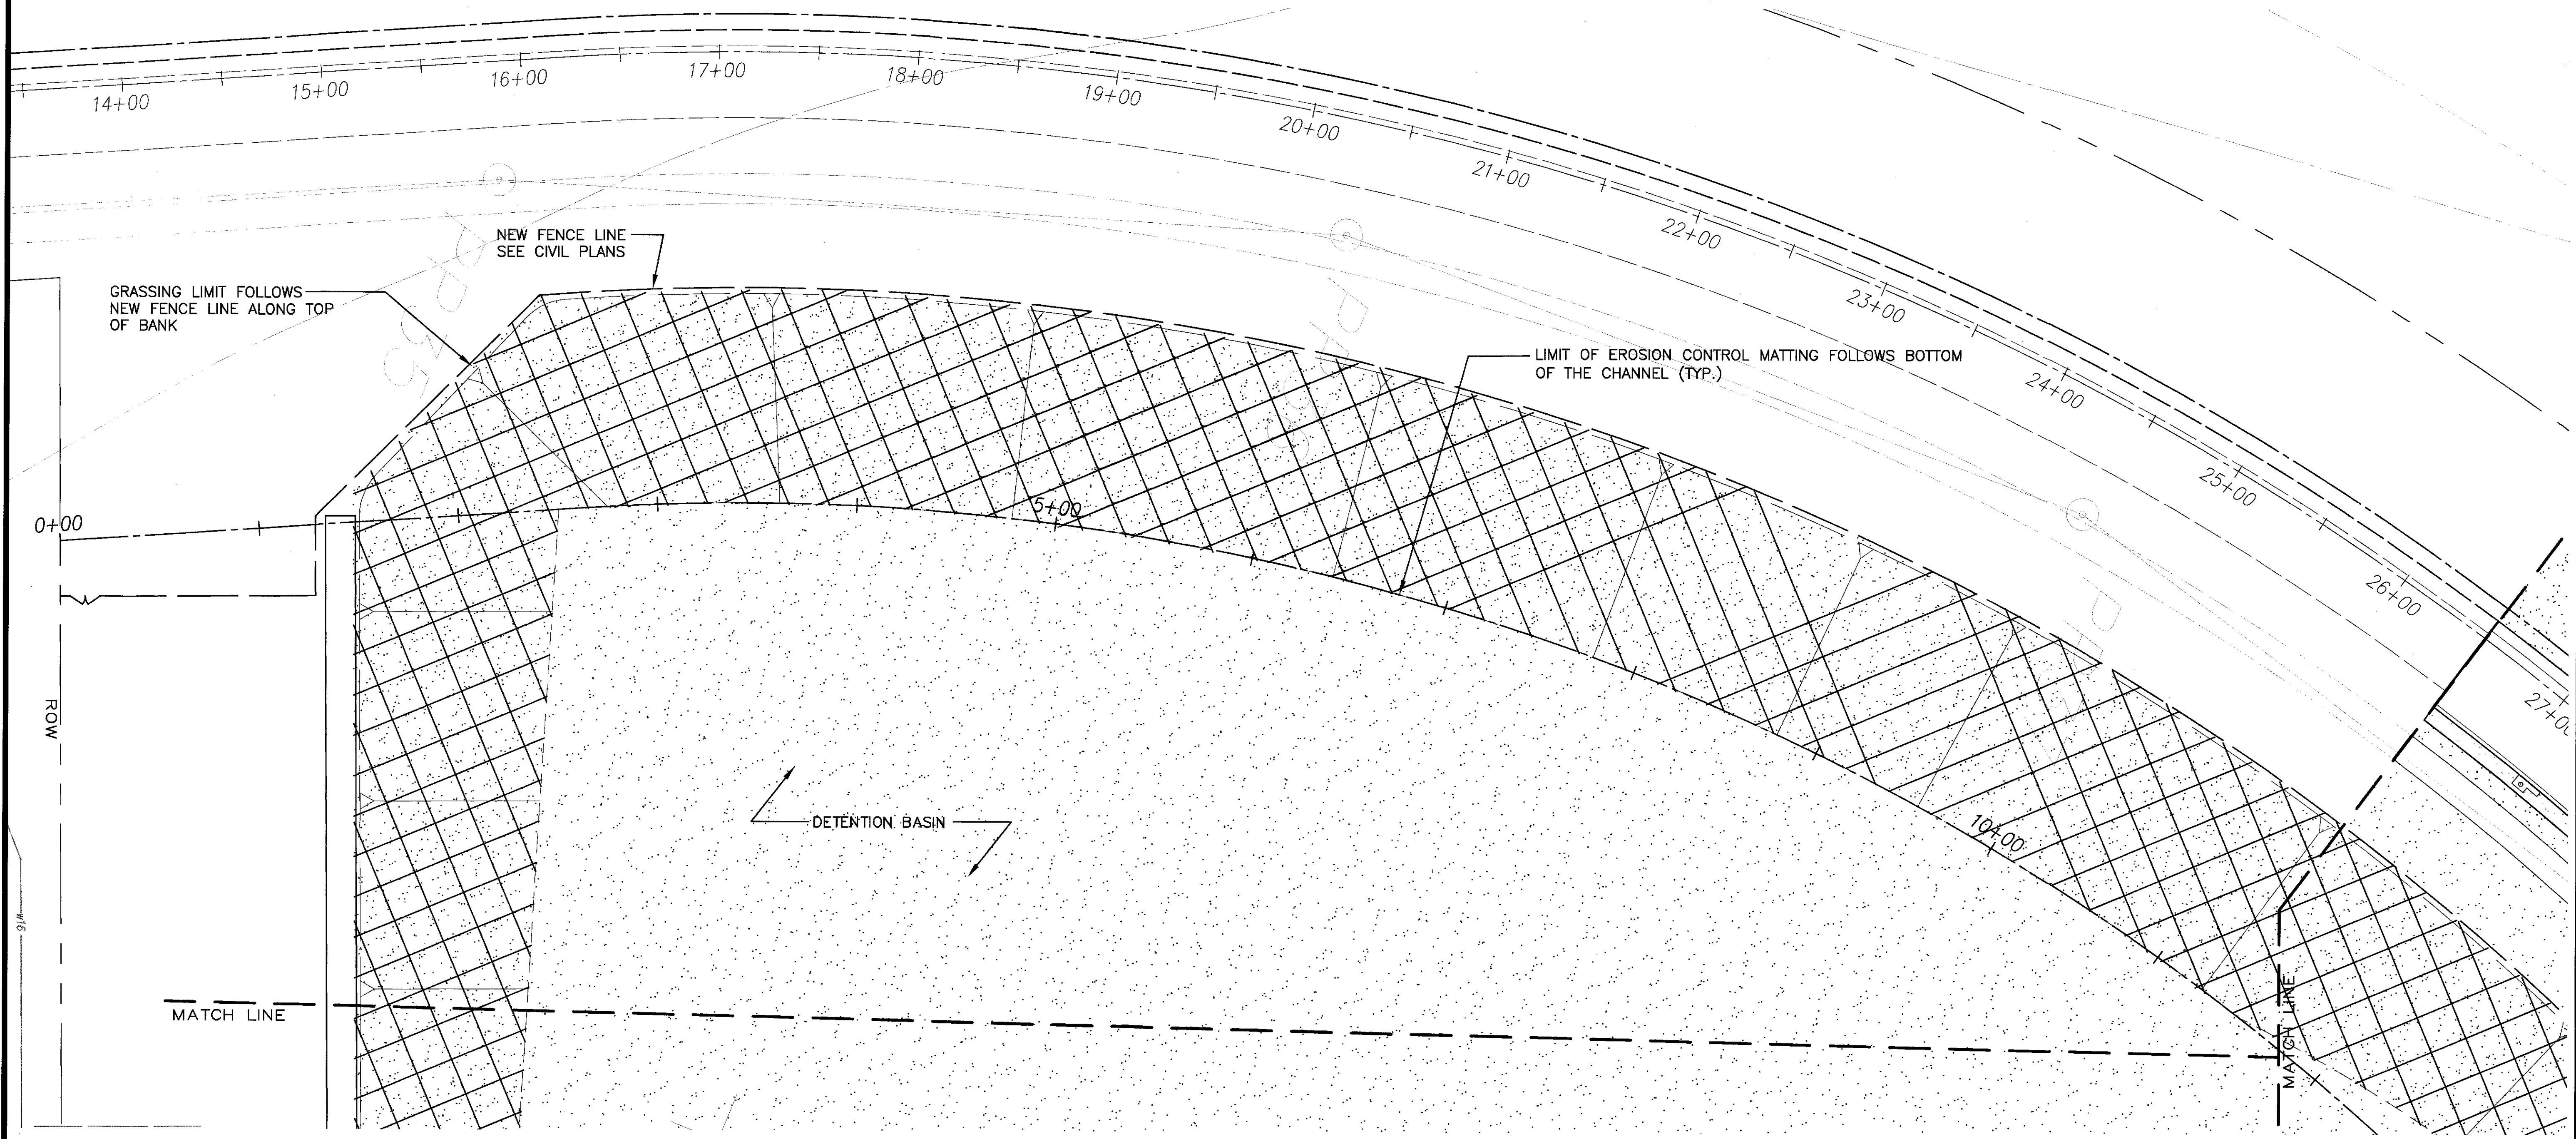 14+00
15+00
16+00
17+00
18+00
19+00
20+00
21+00
22+00
23+00
24+00
25+00
26+00
NEW FENCE LINE
SEE CIVIL PLANS
GRASSING LIMIT FOLLOWS
NEW FENCE LINE ALONG TOP
OF BANK
LIMIT OF EROSION CONTROL MATTING FOLLOWS BOTTOM
OF THE CHANNEL (TYP.)
0+00
5+00
10+00
ROW
DETENTION BASIN
w16
MATCH LINE
MATCH LINE